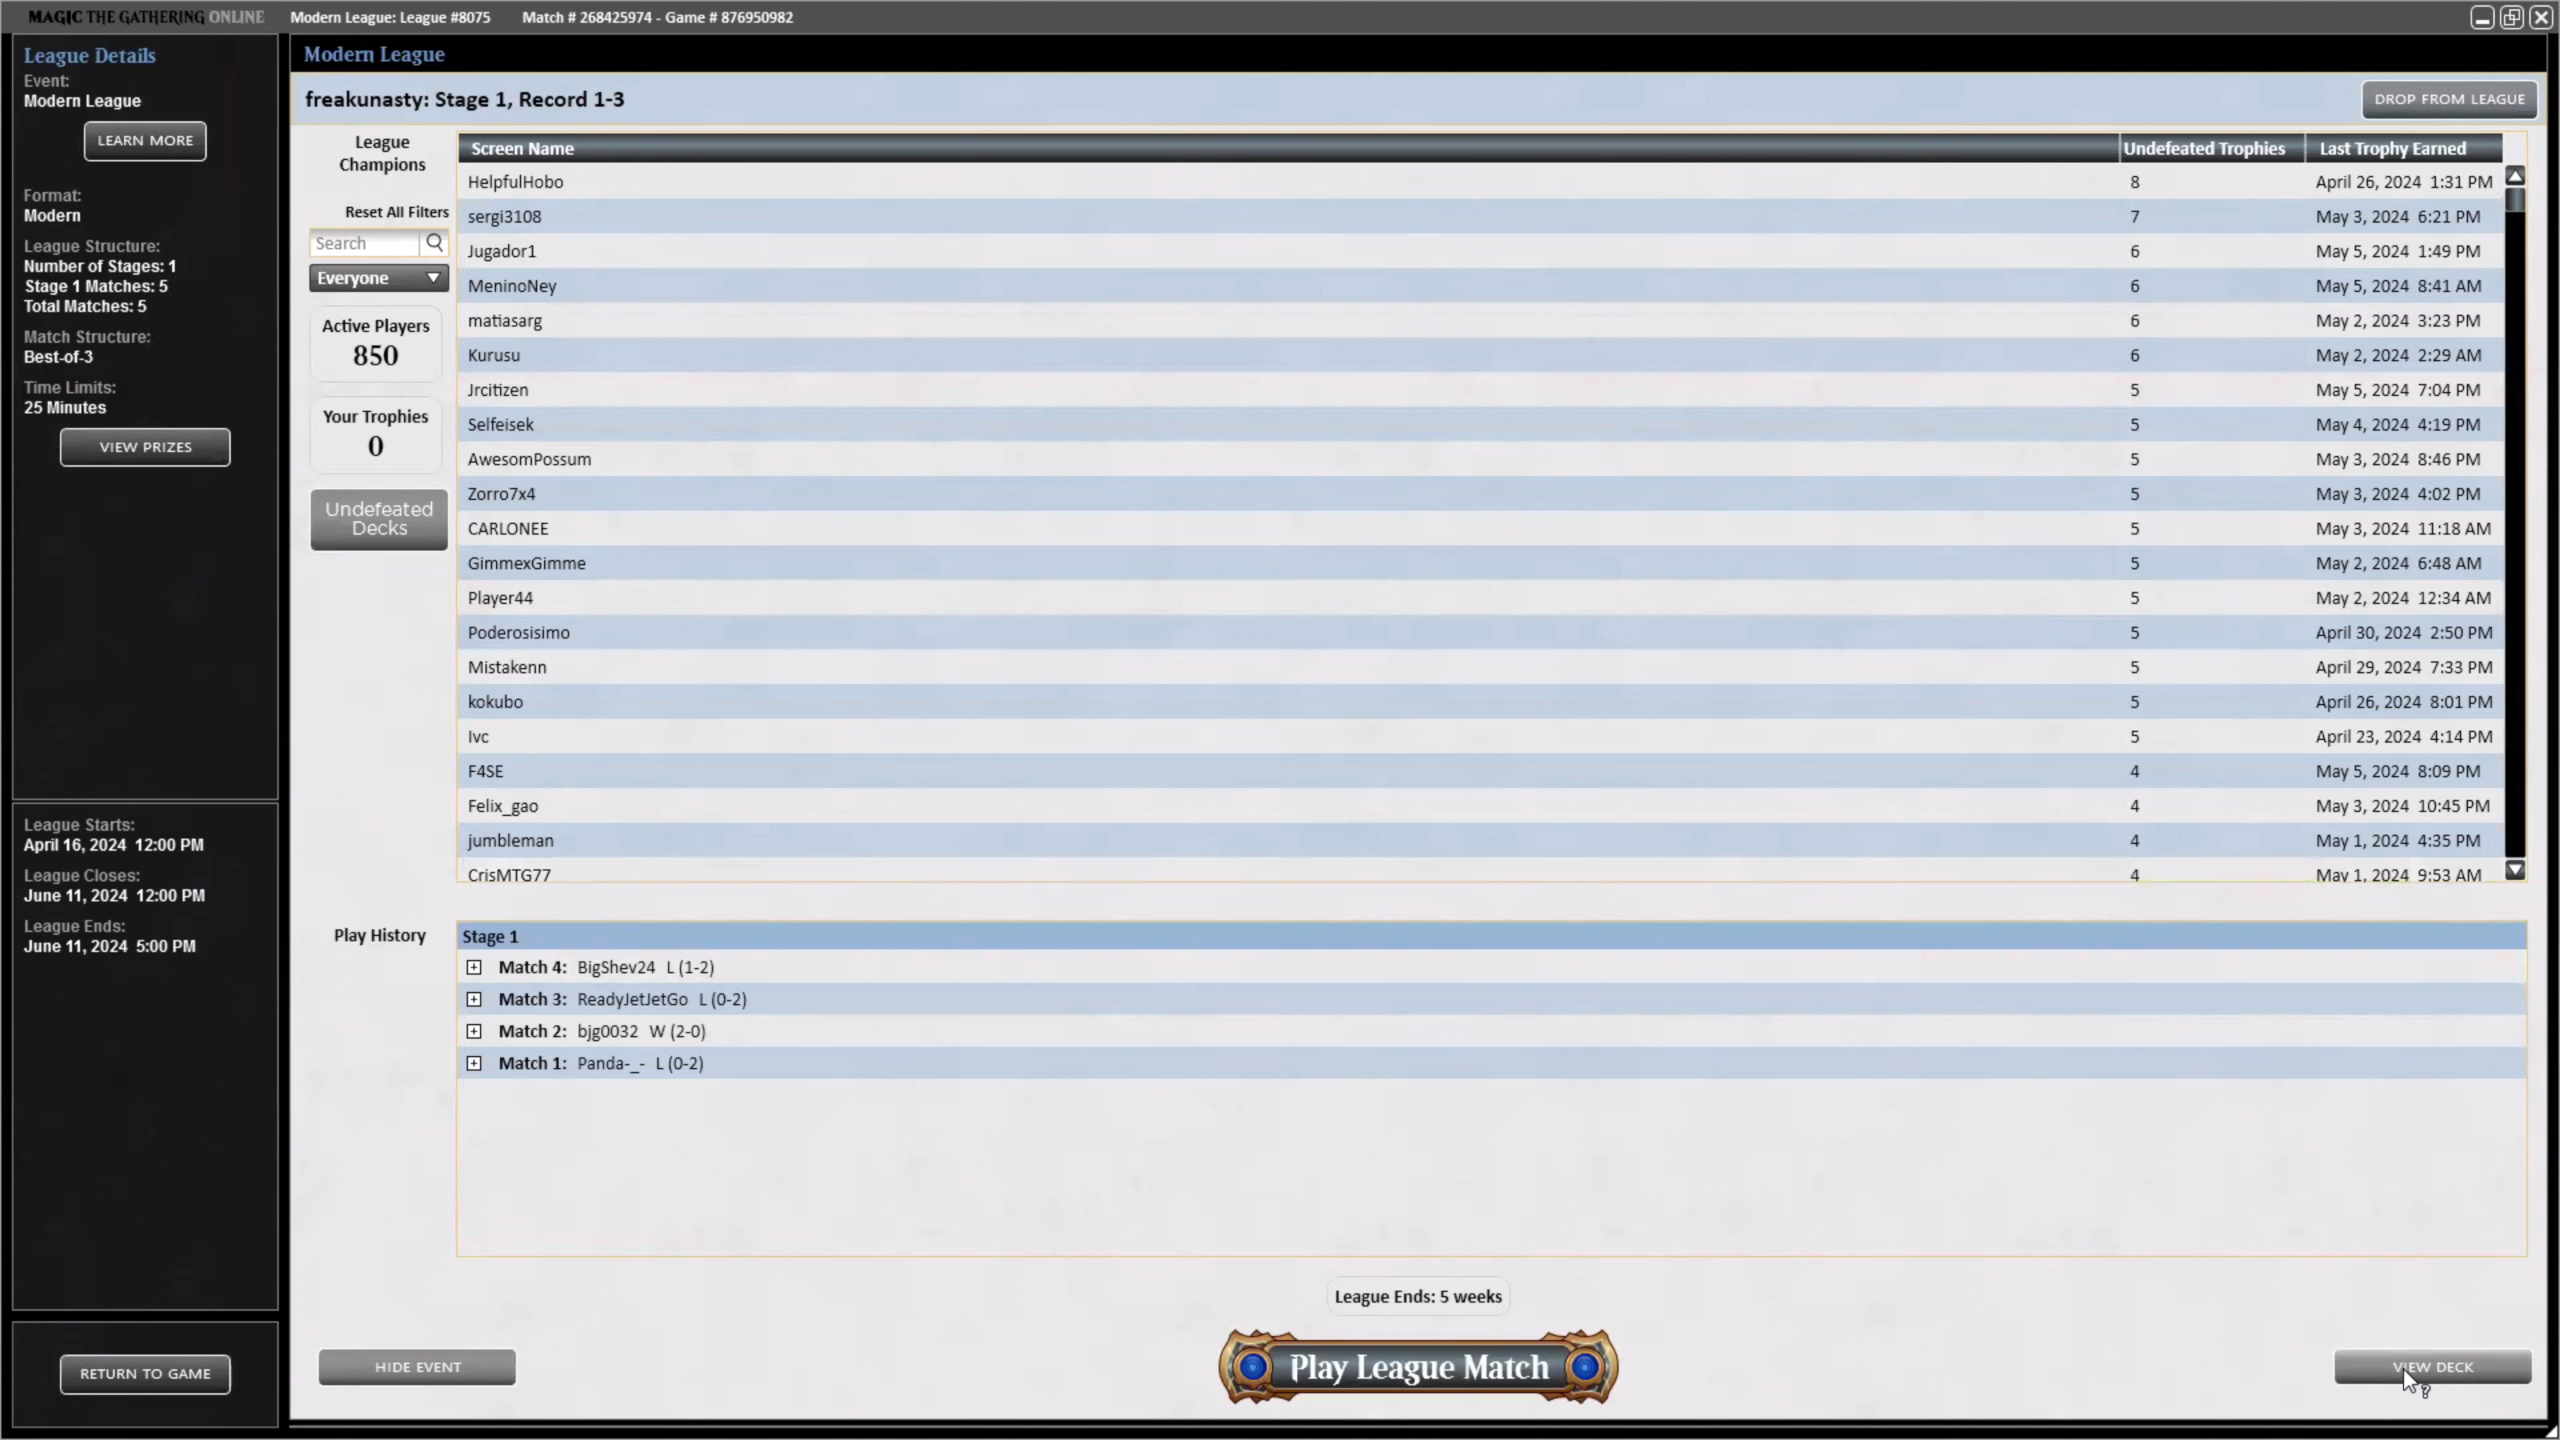 MAGIC THE GATHERING ONLINE Modern League: League #8075 Match # 268425974 - Game # 876950982
League Details
Event:
Modern League
LEARN MORE
Format:
Modern
League Structure:
Number of Stages: 1
Stage 1 Matches: 5
Total Matches: 5
Match Structure:
Best-of-3
Time Limits:
25 Minutes
VIEW PRIZES
League Starts:
April 16, 2024 12:00 PM
League Closes:
June 11, 2024 12:00 PM
League Ends:
June 11, 2024 5:00 PM
RETURN TO GAME
Modern League
freakunasty: Stage 1, Record 1-3 DROP FROM LEAGUE
League
Champions
Reset All Filters
Search
Everyone
Active Players
850
Your Trophies
0
Undefeated
Decks
Screen Name Undefeated Trophies Last Trophy Earned
HelpfulHobo 8 April 26, 2024 1:31 PM
sergi3108 7 May 3, 2024 6:21 PM
Jugador1 6 May 5, 2024 1:49 PM
MeninoNey 6 May 5, 2024 8:41 AM
matiasarg 6 May 2, 2024 3:23 PM
Kurusu 6 May 2, 2024 2:29 AM
Jrcitizen 5 May 5, 2024 7:04 PM
Selfeisek 5 May 4, 2024 4:19 PM
AwesomPossum 5 May 3, 2024 8:46 PM
Zorro7x4 5 May 3, 2024 4:02 PM
CARLONEE 5 May 3, 2024 11:18 AM
GimmexGimme 5 May 2, 2024 6:48 AM
Player44 5 May 2, 2024 12:34 AM
Poderosisimo 5 April 30, 2024 2:50 PM
Mistakenn 5 April 29, 2024 7:33 PM
kokubo 5 April 26, 2024 8:01 PM
lvc 5 April 23, 2024 4:14 PM
F4SE 4 May 5, 2024 8:09 PM
Felix_gao 4 May 3, 2024 10:45 PM
jumbleman 4 May 1, 2024 4:35 PM
CrisMTG77 4 May 1, 2024 9:53 AM
Play History
Stage 1
Match 4: BigShev24 L (1-2)
Match 3: ReadyJetJetGo L (0-2)
Match 2: bjg0032 W (2-0)
Match 1: Panda-_- L (0-2)
League Ends: 5 weeks
HIDE EVENT Play League Match VIEW DECK